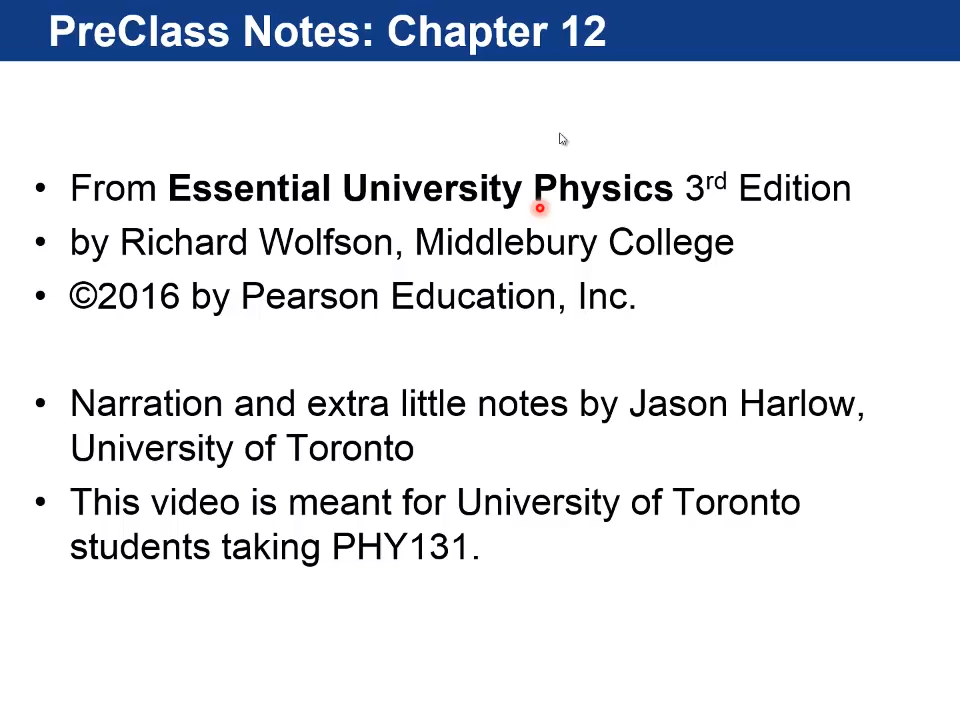 PreClass Notes: Chapter 12
• From Essential University Physics 3rd Edition
• by Richard Wolfson, Middlebury College
• ©2016 by Pearson Education, Inc.
• Narration and extra little notes by Jason Harlow,
University of Toronto
• This video is meant for University of Toronto
students taking PHY131.